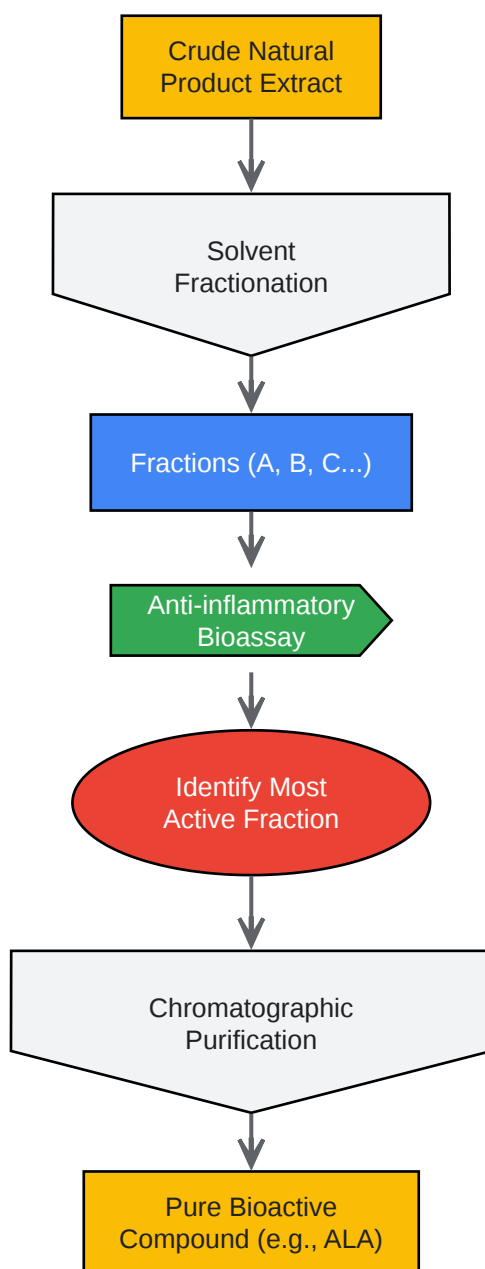 Crude Natural
Product Extract
Solvent
Fractionation
Fractions (A, B, C...)
Anti-inflammatory
Bioassay
Identify Most
Active Fraction
Chromatographic
Purification
Pure Bioactive
Compound (e.g., ALA)